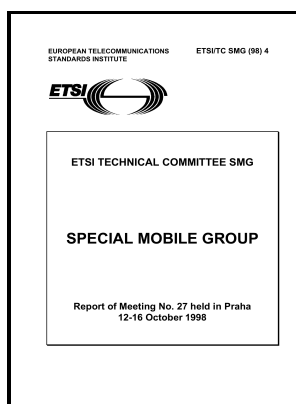 EUROPEAN TELECOMMUNICATIONS
STANDARDS INSTITUTE
ETSI/TC SMG (98) 4
ETSI
ETSI TECHNICAL COMMITTEE SMG
SPECIAL MOBILE GROUP
Report of Meeting No. 27 held in Praha
12-16 October 1998